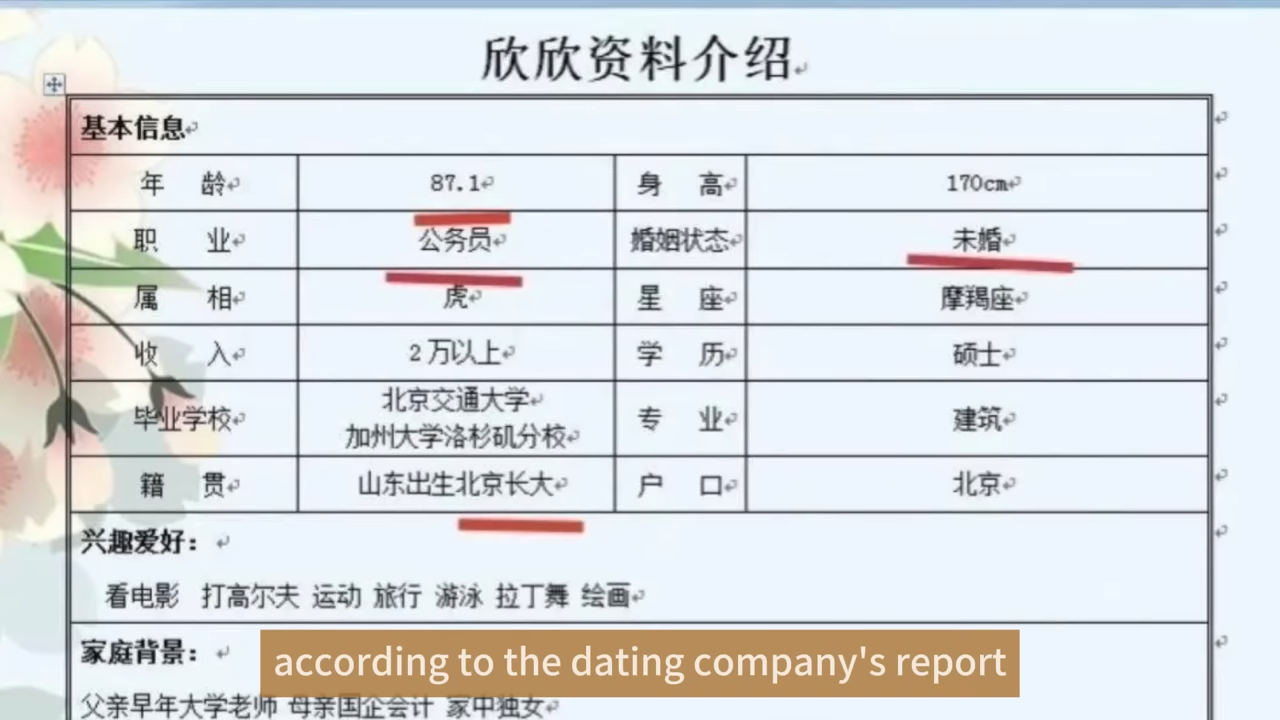 欣欣资料介绍
基本信息
年 龄 87.1 身 高 170cm
职 业 公务员 婚姻状态 未婚
属 相 虎 星 座 摩羯座
收 入 2万以上 学 历 硕士
毕业学校 北京交通大学 专 业 建筑
加州大学洛杉矶分校
籍 贯 山东出生北京长大 户 口 北京
兴趣爱好：
看电影 打高尔夫 运动 旅行 游泳 拉丁舞 绘画
家庭背景：
according to the dating company's report
父亲早年大学老师 母亲国企会计 家中独女